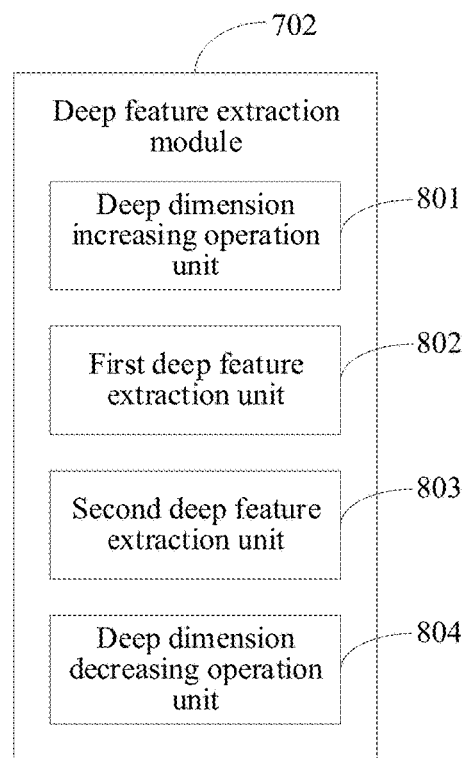 702
Deep feature extraction
module
Deep dimension
increasing operation
unit
801
First deep feature
extraction unit
802
Second deep feature
extraction unit
803
Deep dimension
decreasing operation
unit
804